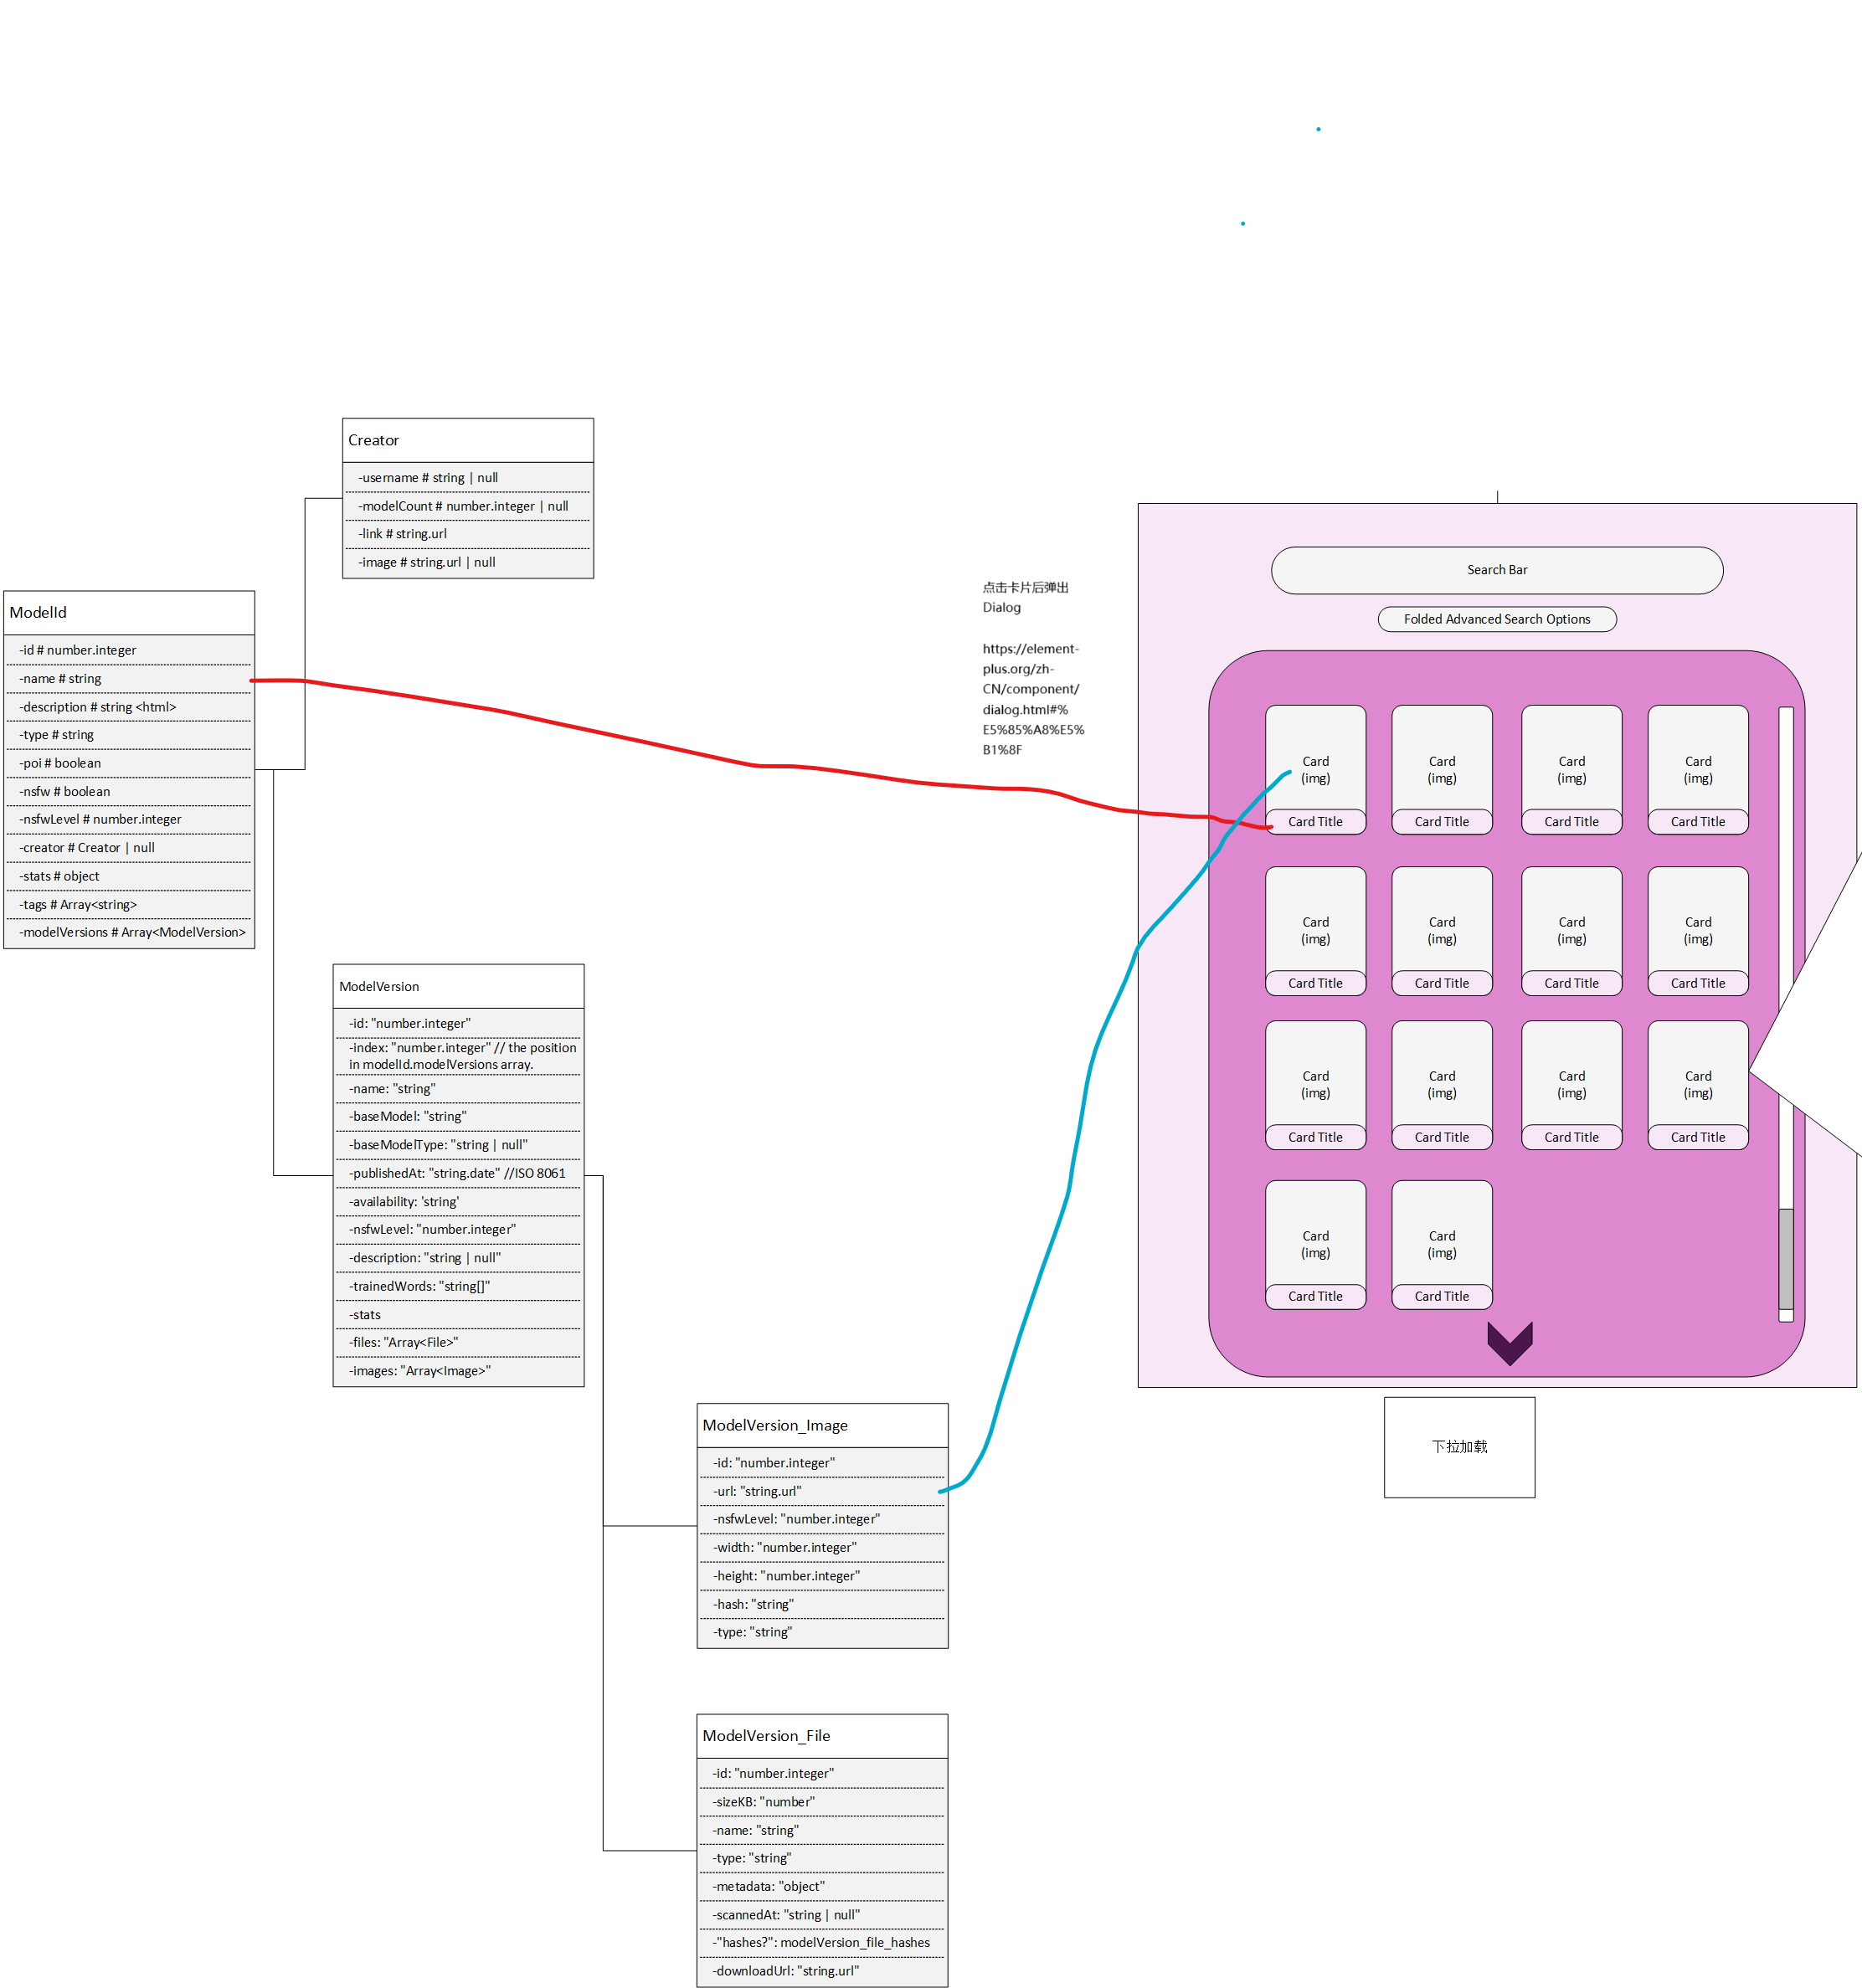 Creator
-username # string | null
-modelCount # number.integer | null
-link # string.url
-image # string.url | null
ModelId
-id # number.integer
-name # string
-description # string <html>
-type # string
-poi # boolean
-nsfw # boolean
-nsfwLevel # number.integer
-creator # Creator | null
-stats # object
-tags # Array<string>
-modelVersions # Array<ModelVersion>
ModelVersion
-id: "number.integer"
-index: "number.integer" // the position
in modelId.modelVersions array.
-name: "string"
-baseModel: "string"
-baseModelType: "string | null"
-publishedAt: "string.date" //ISO 8061
-availability: 'string'
-nsfwLevel: "number.integer"
-description: "string | null"
-trainedWords: "string[]"
-stats
-files: "Array<File>"
-images: "Array<Image>"
ModelVersion_Image
-id: "number.integer"
-url: "string.url"
-nsfwLevel: "number.integer"
-width: "number.integer"
-height: "number.integer"
-hash: "string"
-type: "string"
ModelVersion_File
-id: "number.integer"
-sizeKB: "number"
-name: "string"
-type: "string"
-metadata: "object"
-scannedAt: "string | null"
-"hashes?": modelVersion_file_hashes
-downloadUrl: "string.url"
点击卡片后弹出
Dialog
https://element-
plus.org/zh-
CN/component/
dialog.html#%
E5%85%A8%E5%
B1%8F
Search Bar
Folded Advanced Search Options
Card
(img)
Card Title
Card
(img)
Card Title
Card
(img)
Card Title
Card
(img)
Card Title
Card
(img)
Card Title
Card
(img)
Card Title
Card
(img)
Card Title
Card
(img)
Card Title
Card
(img)
Card Title
Card
(img)
Card Title
Card
(img)
Card Title
Card
(img)
Card Title
Card
(img)
Card Title
Card
(img)
Card Title
下拉加载